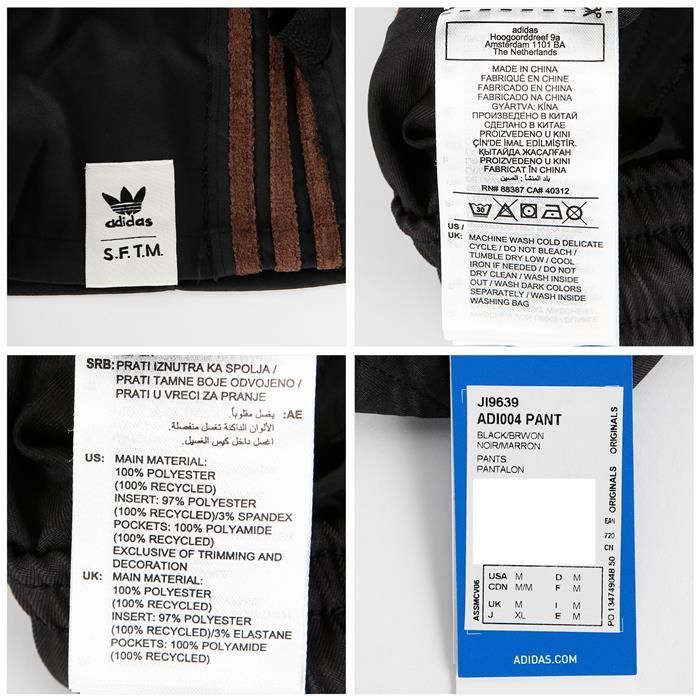 adidas
S.F.T.M.
adidas
Hoogoorddreef 9a
Amsterdam 1101 BA
The Netherlands
MADE IN CHINA
FABRIQUÉ EN CHINE
FABRICADO EN CHINA
FABRICADO NA CHINA
GYÁRTVA: KÍNA
ПРОИЗВЕДЕНО В КИТАЙ
СДЕЛАНО В КИТАЕ
PROIZVEDENO U KINI
ÇİN'DE İMAL EDİLMİŞTİR.
ҚЫТАЙДА ЖАСАЛҒАН
PROIZVEDENO U KINI
FABRICAT ÎN CHINA
بلد المنشأ : الصين
RN# 88387 CA# 40312
30
US /
UK: MACHINE WASH COLD DELICATE
CYCLE / DO NOT BLEACH /
TUMBLE DRY LOW / COOL
IRON IF NEEDED / DO NOT
DRY CLEAN / WASH INSIDE
OUT / WASH DARK COLORS
SEPARATELY / WASH INSIDE
WASHING BAG
SRB: PRATI IZNUTRA KA SPOLJA /
PRATI TAMNE BOJE ODVOJENO /
PRATI U VRECI ZA PRANJE
AE: يغسل مقلوباً.
الألوان الداكنة تغسل منفصلة.
اغسل داخل كيس الغسيل.
US: MAIN MATERIAL:
100% POLYESTER
(100% RECYCLED)
INSERT: 97% POLYESTER
(100% RECYCLED)/3% SPANDEX
POCKETS: 100% POLYAMIDE
(100% RECYCLED)
EXCLUSIVE OF TRIMMING AND
DECORATION
UK: MAIN MATERIAL:
100% POLYESTER
(100% RECYCLED)
INSERT: 97% POLYESTER
(100% RECYCLED)/3% ELASTANE
POCKETS: 100% POLYAMIDE
(100% RECYCLED)
JI9639
ADI004 PANT
BLACK/BRWON
NOIR/MARRON
PANTS
PANTALON
USA M D M
CDN M/M F M
UK M I M
J XL E M
ASSMCV06
ORIGINALS
ORIGINALS
EAN
720
CN
PO 134749048 50
ADIDAS.COM